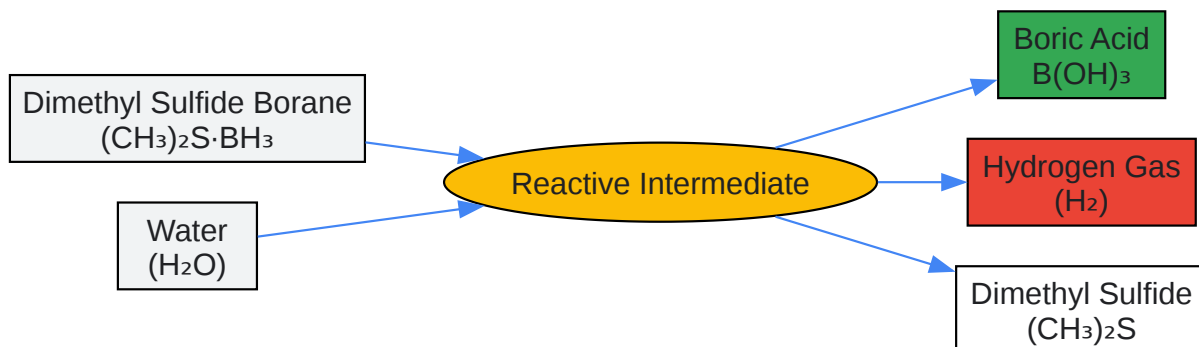 Dimethyl Sulfide Borane
(CH₃)₂S·BH₃
Water
(H₂O)
Reactive Intermediate
Boric Acid
B(OH)₃
Hydrogen Gas
(H₂)
Dimethyl Sulfide
(CH₃)₂S